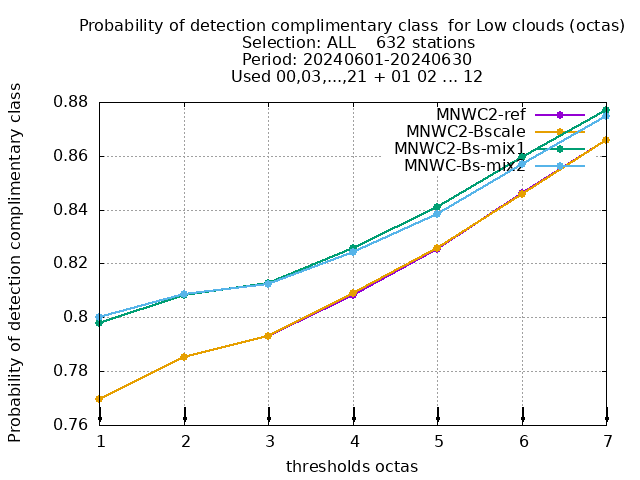 Probability of detection complimentary class  for Low clouds (octas)
Selection: ALL    632 stations
Period: 20240601-20240630
Used 00,03,...,21 + 01 02 ... 12
Probability of detection complimentary class
0.88
0.86
0.84
0.82
0.8
0.78
0.76
MNWC2-ref
MNWC2-Bscale
MNWC2-Bs-mix1
MNWC-Bs-mix2
1 2 3 4 5 6 7
thresholds octas